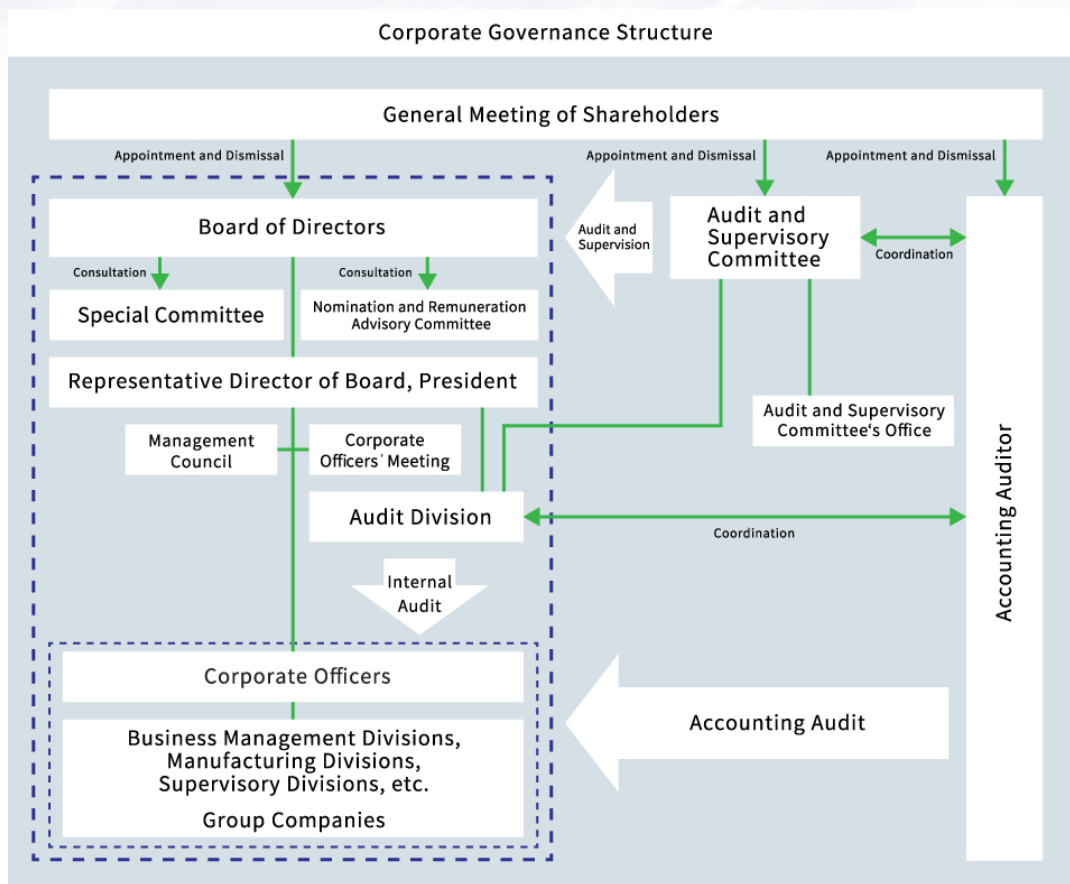 Corporate Governance Structure
General Meeting of Shareholders
Appointment and Dismissal
Appointment and Dismissal
Appointment and Dismissal
Board of Directors
Audit and
Supervision
Audit and
Supervisory
Committee
Coordination
Consultation
Consultation
Special Committee
Nomination and Remuneration
Advisory Committee
Representative Director of Board, President
Management
Council
Corporate
Officers' Meeting
Audit and Supervisory
Committee‘s Office
Audit Division
Coordination
Accounting Auditor
Internal
Audit
Corporate Officers
Accounting Audit
Business Management Divisions,
Manufacturing Divisions,
Supervisory Divisions, etc.
Group Companies